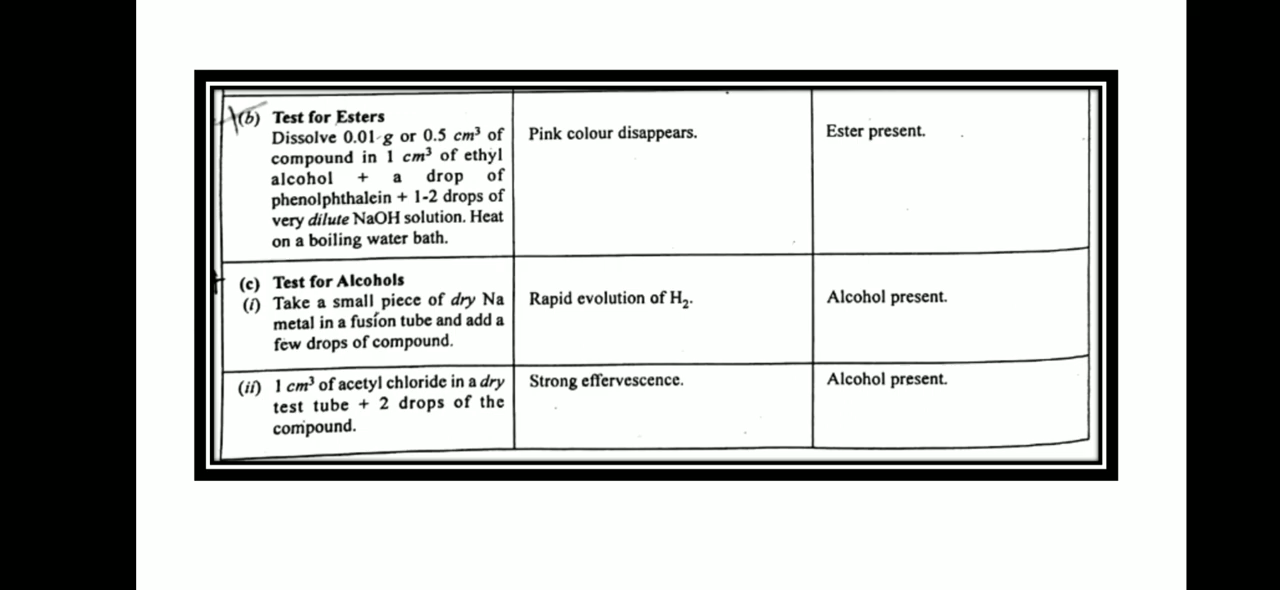 (b) Test for Esters
Dissolve 0.01 g or 0.5 cm³ of
compound in 1 cm³ of ethyl
alcohol + a drop of
phenolphthalein + 1-2 drops of
very dilute NaOH solution. Heat
on a boiling water bath.
Pink colour disappears.
Ester present.
(c) Test for Alcohols
(i) Take a small piece of dry Na
metal in a fusion tube and add a
few drops of compound.
Rapid evolution of H₂.
Alcohol present.
(ii) 1 cm³ of acetyl chloride in a dry
test tube + 2 drops of the
compound.
Strong effervescence.
Alcohol present.